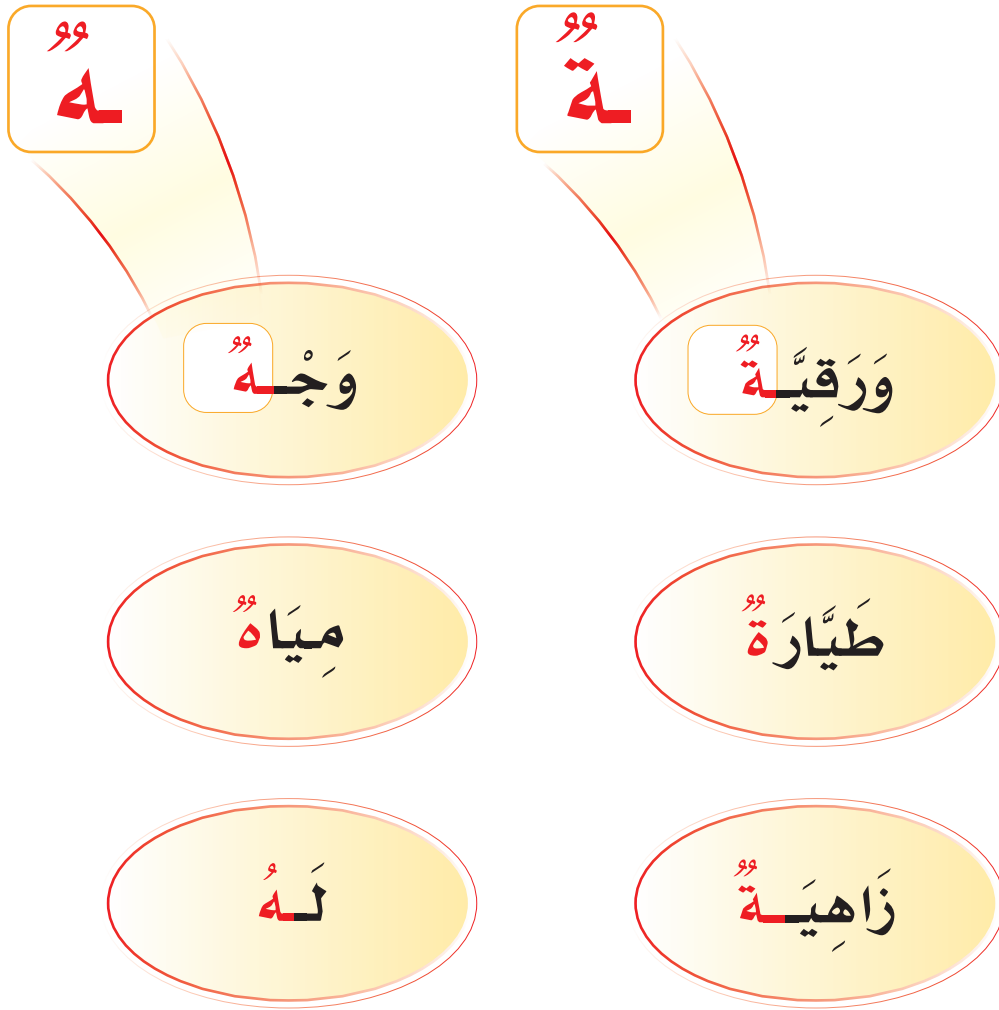 ـةٌ
ـهٌ
وَرَقِيَّـةٌ
وَجْـهٌ
طَيَّارَةٌ
مِيَاهٌ
زَاهِيَـةٌ
لَـهُ